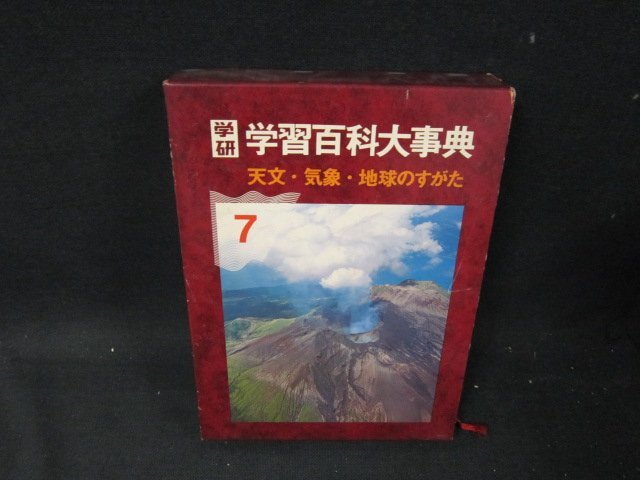 学研 学習百科大事典
天文・気象・地球のすがた
7